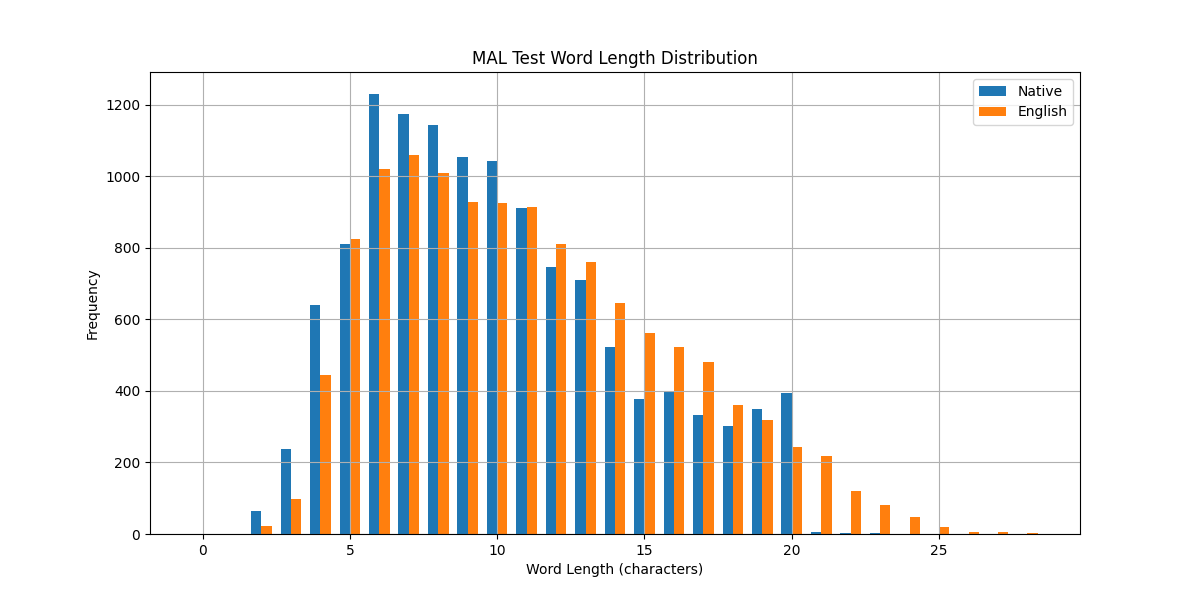 MAL Test Word Length Distribution
Native
English
1200
1000
800
600
400
200
0
Frequency
0 5 10 15 20 25
Word Length (characters)